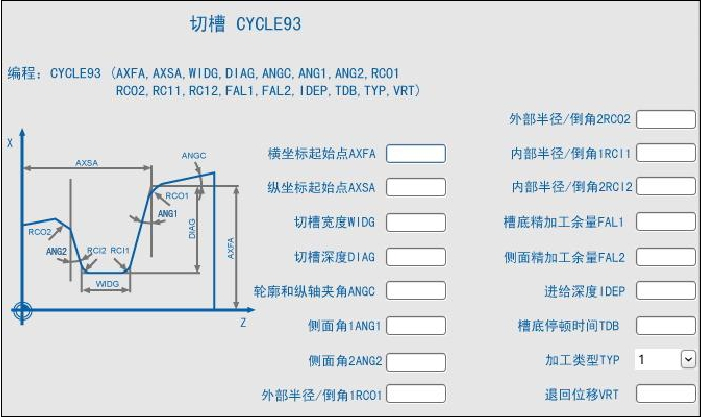 切槽 CYCLE93
编程: CYCLE93 (AXFA, AXSA, WIDG, DIAG, ANGC, ANG1, ANG2, RCO1
RCO2, RC11, RC12, FAL1, FAL2, IDEP, TDB, TYP, VRT)
X
AXSA
ANGC
RCO1
ANG1
DIAG
AXFA
RCO2
ANG2
RCI2
RCI1
WIDG
Z
横坐标起始点AXFA
纵坐标起始点AXSA
切槽宽度WIDG
切槽深度DIAG
轮廓和纵轴夹角ANGC
侧面角1ANG1
侧面角2ANG2
外部半径/倒角1RCO1
外部半径/倒角2RCO2
内部半径/倒角1RCI1
内部半径/倒角2RCI2
槽底精加工余量FAL1
侧面精加工余量FAL2
进给深度IDEP
槽底停顿时间TDB
加工类型TYP 1
退回位移VRT